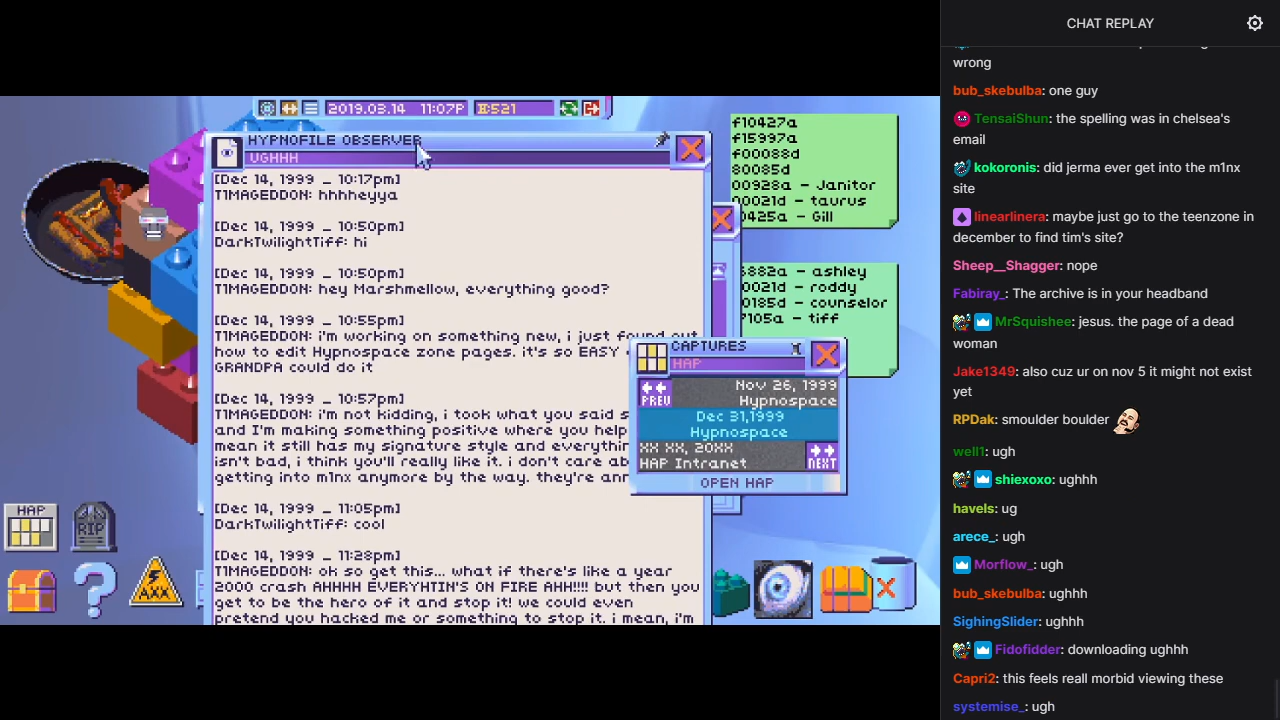 2019.03.14 11:07P
521
HYPNOFILE OBSERVER
UGHHH
[Dec 14, 1999 _ 10:17pm]
T1MAGEDDON: hhhheyya
[Dec 14, 1999 _ 10:50pm]
DarkTwilightTiff: hi
[Dec 14, 1999 _ 10:50pm]
T1MAGEDDON: hey Marshmellow, everything good?
[Dec 14, 1999 _ 10:55pm]
T1MAGEDDON: i'm working on something new, i just found out
how to edit Hypnospace zone pages. it's so EASY
GRANDPA could do it
[Dec 14, 1999 _ 10:57pm]
T1MAGEDDON: i'm not kidding, i took what you said
and I'm making something positive where you help
mean it still has my signature style and
isn't bad, i think you'll really like it. i don't care
getting into m1nx anymore by the way. they're
[Dec 14, 1999 _ 11:05pm]
DarkTwilightTiff: cool
[Dec 14, 1999 _ 11:28pm]
T1MAGEDDON: ok so get this... what if there's like a year
2000 crash AHHHH EVERYHTIN'S ON FIRE AHH!!!! but then you
get to be the hero of it and stop it! we could even
pretend you hacked me or something to stop it. i mean, i'm
f10427a
f15997a
f00088d
80085d
00928a - Janitor
00021d - taurus
0425a - Gill
6882a - ashley
0021d - roddy
0185d - counselor
7105a - tiff
CAPTURES
HAP
PREV
Nov 26, 1999
Hypnospace
Dec 31,1999
Hypnospace
XX XX, 20XX
HAP Intranet
NEXT
OPEN HAP
HAP
RIP
AXX
CHAT REPLAY
wrong
bub_skebulba: one guy
TensaiShun: the spelling was in chelsea's
email
kokoronis: did jerma ever get into the m1nx
site
linearlinera: maybe just go to the teenzone in
december to find tim's site?
Sheep__Shagger: nope
Fabiray_: The archive is in your headband
MrSquishee: jesus. the page of a dead
woman
Jake1349: also cuz ur on nov 5 it might not exist
yet
RPDak: smoulder boulder
well1: ugh
shiexoxo: ughhh
havels: ug
arece_: ugh
Morflow_: ugh
bub_skebulba: ughhh
SighingSlider: ughhh
Fidofidder: downloading ughhh
Capri2: this feels reall morbid viewing these
systemise_: ugh